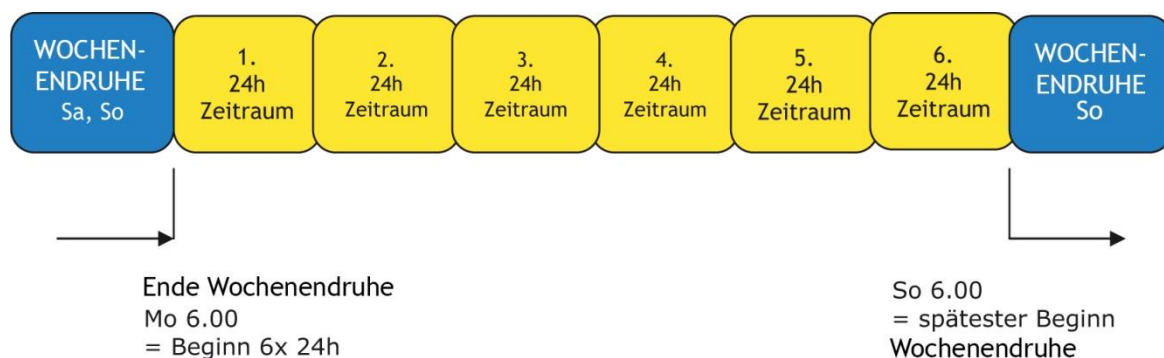 WOCHEN-
ENDRUHE
Sa, So
1.
24h
Zeitraum
2.
24h
Zeitraum
3.
24h
Zeitraum
4.
24h
Zeitraum
5.
24h
Zeitraum
6.
24h
Zeitraum
WOCHEN-
ENDRUHE
So
Ende Wochenendruhe
Mo 6.00
= Beginn 6x 24h
So 6.00
= spätester Beginn
Wochenendruhe